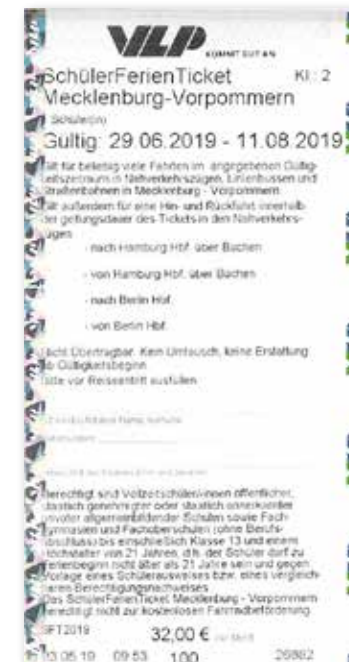 VLP
KOMMT GUT AN
SchülerFerienTicket Kl.: 2
Mecklenburg-Vorpommern
Schüler(in)
Gültig: 29.06.2019 - 11.08.2019
gilt für beliebig viele Fahrten im angegebenen Gültig-
keitszeitraum in Nahverkehrszügen, Linienbussen und
Straßenbahnen in Mecklenburg - Vorpommern
gilt außerdem für eine Hin- und Rückfahrt innerhalb
der geltungsdauer des Tickets in den Nahverkehrs-
zügen
- nach Hamburg Hbf. über Büchen
- von Hamburg Hbf. über Büchen
- nach Berlin Hbf.
- von Berlin Hbf.
Nicht Übertragbar. Kein Umtausch, keine Erstattung
ab Gültigkeitsbeginn
Bitte vor Reiseantritt ausfüllen
Berechtigt sind Vollzeitschüler/innen öffentlicher,
staatlich genehmigter oder staatlich anerkannter
privater allgemeinbildender Schulen sowie Fach-
gymnasien und Fachoberschulen (ohne Berufs-
abschluss) bis einschließlich Klasse 13 und einem
Höchstalter von 21 Jahren, d.h. der Schüler darf zu
Ferienbeginn nicht älter als 21 Jahre sein und gegen
Vorlage eines Schülerausweises bzw. eines vergleich-
baren Berechtigungsnachweises
Das SchülerFerienTicket Mecklenburg - Vorpommern
berechtigt nicht zur kostenlosen Fahrradbeförderung.
SFT2019
32,00 €
13.05.19 09:53 100 26882